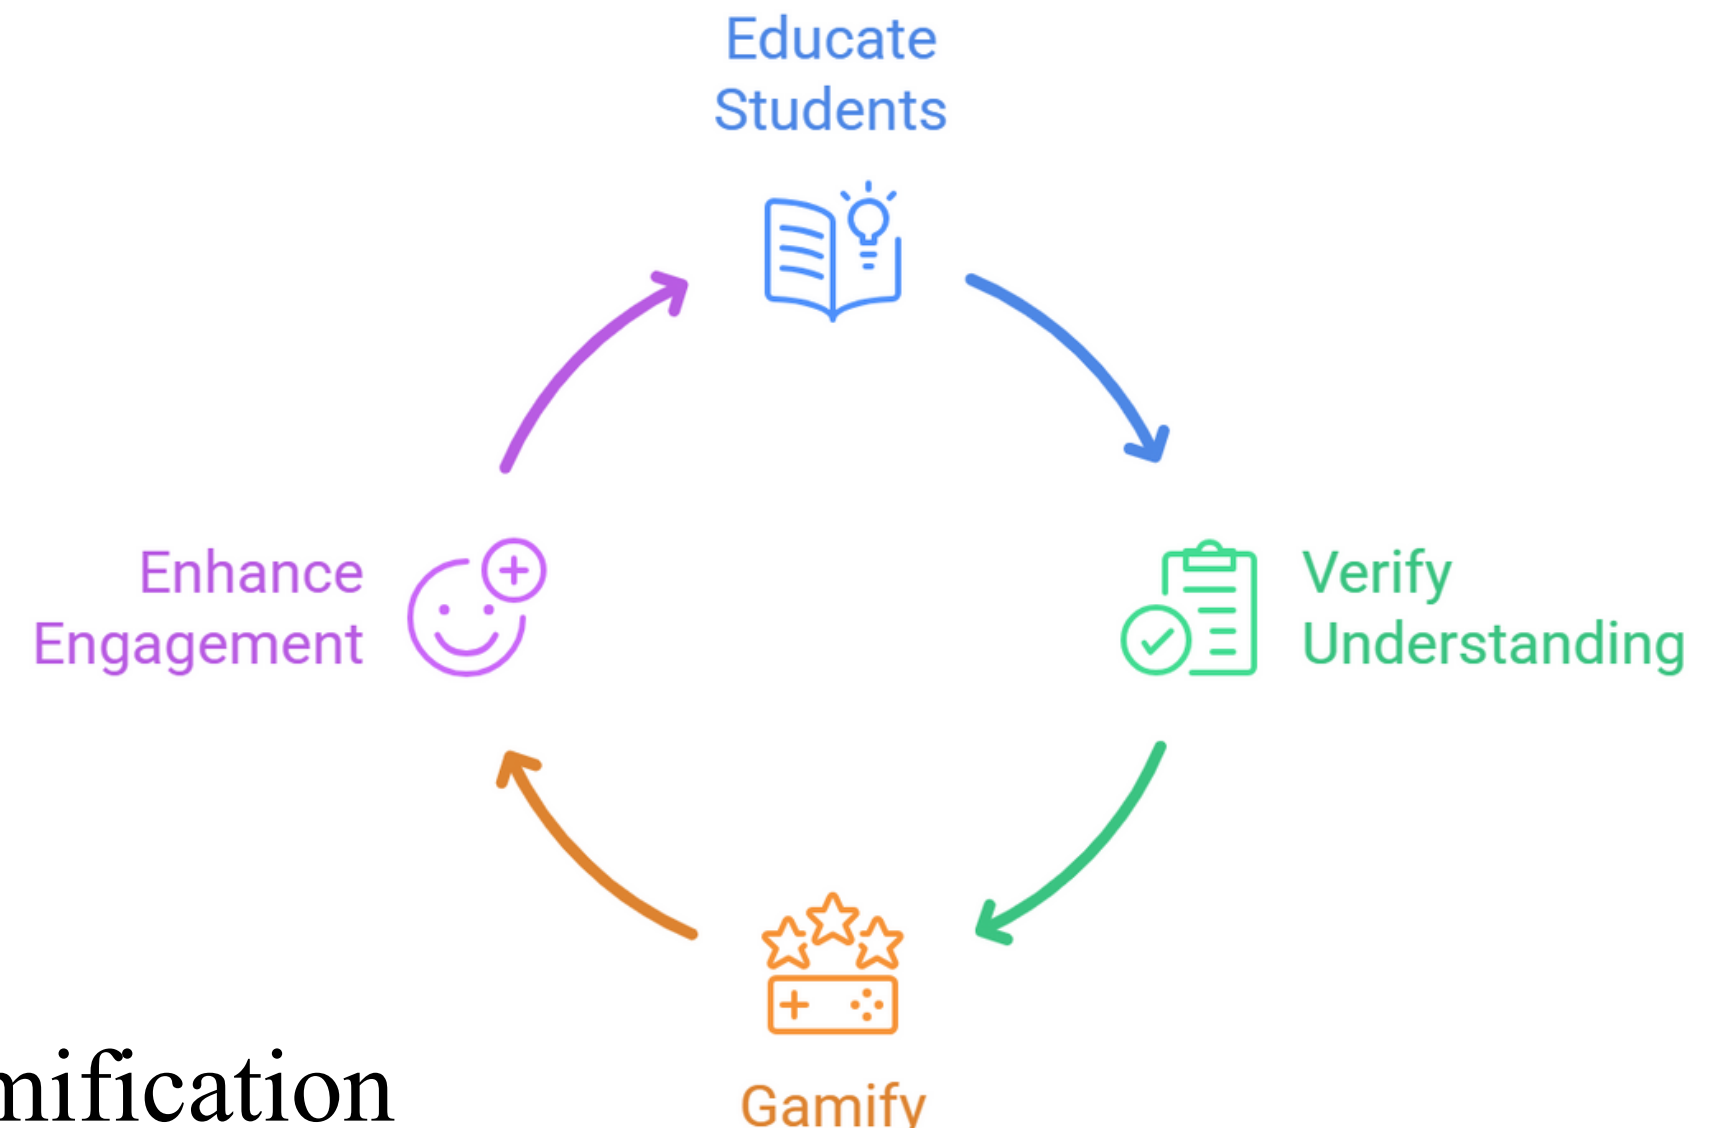 Educate
Students
Enhance
Engagement
Verify
Understanding
mification
Gamify